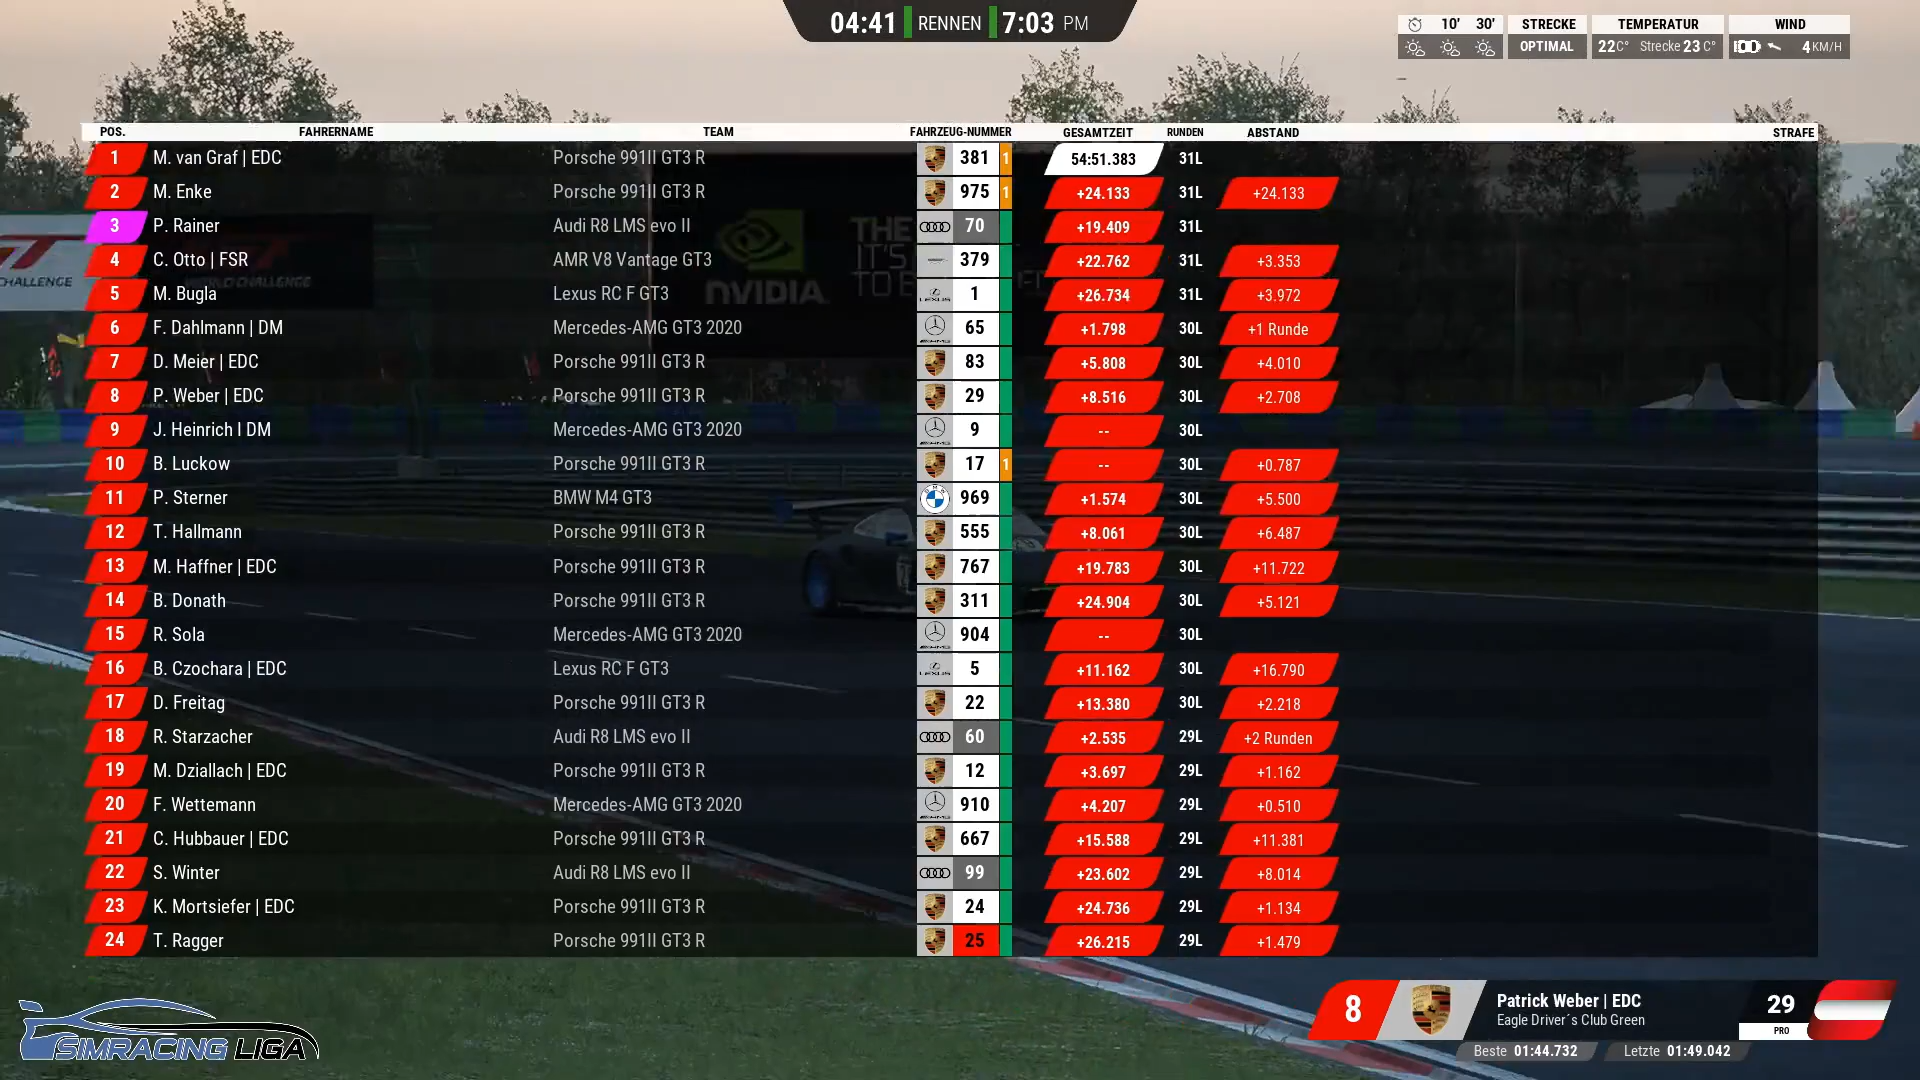 04:41 RENNEN 7:03 PM
10' 30' STRECKE TEMPERATUR WIND
OPTIMAL 22C° Strecke 23 C° 4 KM/H
POS. FAHRERNAME TEAM FAHRZEUG-NUMMER GESAMTZEIT RUNDEN ABSTAND STRAFE
1 M. van Graf | EDC Porsche 991II GT3 R 381 1 54:51.383 31L
2 M. Enke Porsche 991II GT3 R 975 1 +24.133 31L +24.133
3 P. Rainer Audi R8 LMS evo II 70 +19.409 31L
4 C. Otto | FSR AMR V8 Vantage GT3 379 +22.762 31L +3.353
5 M. Bugla Lexus RC F GT3 LEXUS 1 +26.734 31L +3.972
6 F. Dahlmann | DM Mercedes-AMG GT3 2020 65 +1.798 30L +1 Runde
7 D. Meier | EDC Porsche 991II GT3 R 83 +5.808 30L +4.010
8 P. Weber | EDC Porsche 991II GT3 R 29 +8.516 30L +2.708
9 J. Heinrich I DM Mercedes-AMG GT3 2020 9 -- 30L
10 B. Luckow Porsche 991II GT3 R 17 1 -- 30L +0.787
11 P. Sterner BMW M4 GT3 969 +1.574 30L +5.500
12 T. Hallmann Porsche 991II GT3 R 555 +8.061 30L +6.487
13 M. Haffner | EDC Porsche 991II GT3 R 767 +19.783 30L +11.722
14 B. Donath Porsche 991II GT3 R 311 +24.904 30L +5.121
15 R. Sola Mercedes-AMG GT3 2020 904 -- 30L
16 B. Czochara | EDC Lexus RC F GT3 LEXUS 5 +11.162 30L +16.790
17 D. Freitag Porsche 991II GT3 R 22 +13.380 30L +2.218
18 R. Starzacher Audi R8 LMS evo II 60 +2.535 29L +2 Runden
19 M. Dziallach | EDC Porsche 991II GT3 R 12 +3.697 29L +1.162
20 F. Wettemann Mercedes-AMG GT3 2020 910 +4.207 29L +0.510
21 C. Hubbauer | EDC Porsche 991II GT3 R 667 +15.588 29L +11.381
22 S. Winter Audi R8 LMS evo II 99 +23.602 29L +8.014
23 K. Mortsiefer | EDC Porsche 991II GT3 R 24 +24.736 29L +1.134
24 T. Ragger Porsche 991II GT3 R 25 +26.215 29L +1.479
CHALLENGE
WORLD CHALLENGE
NVIDIA
THE
IT'S
8 Patrick Weber | EDC 29
Eagle Driver´s Club Green PRO
Beste 01:44.732 Letzte 01:49.042
SIMRACING LIGA